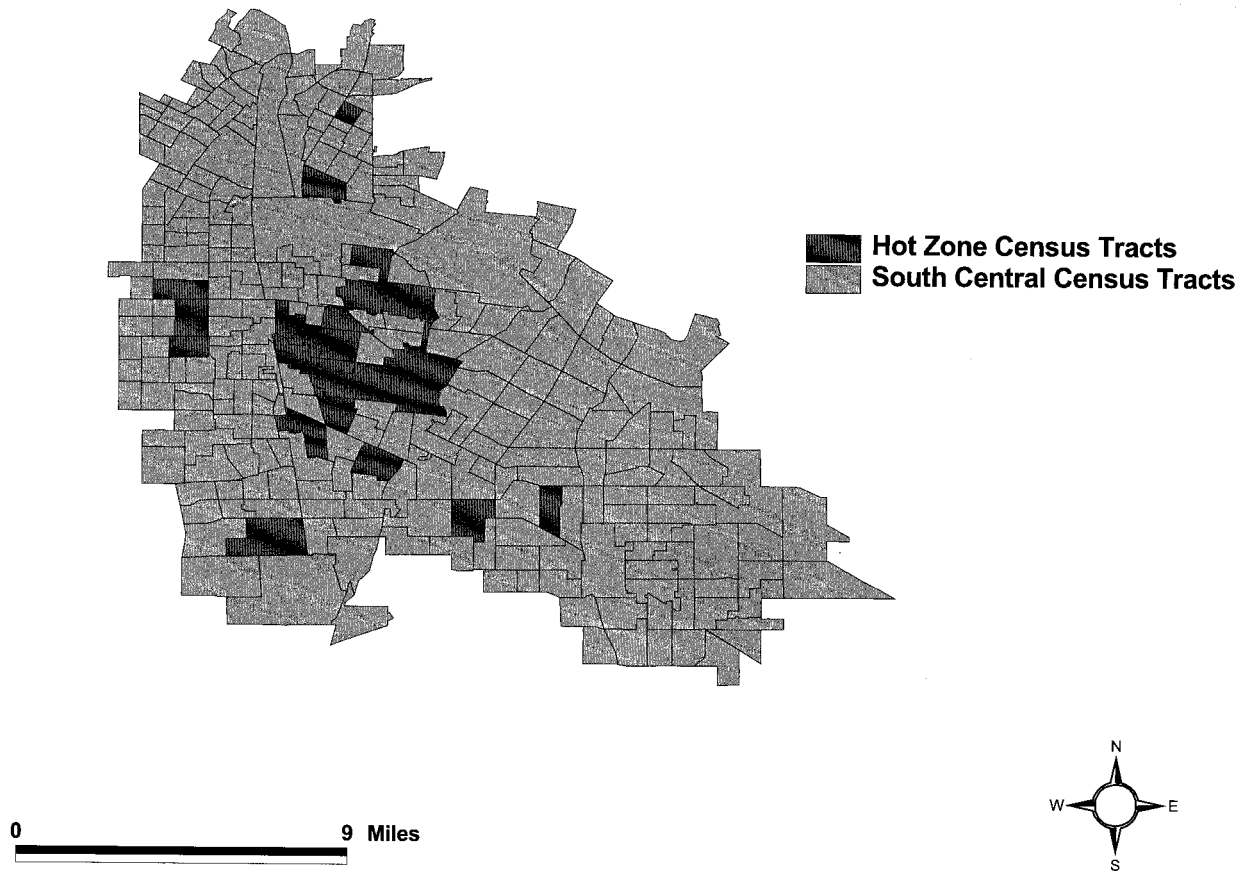 Hot Zone Census Tracts
South Central Census Tracts
N
W E
S
0 9 Miles